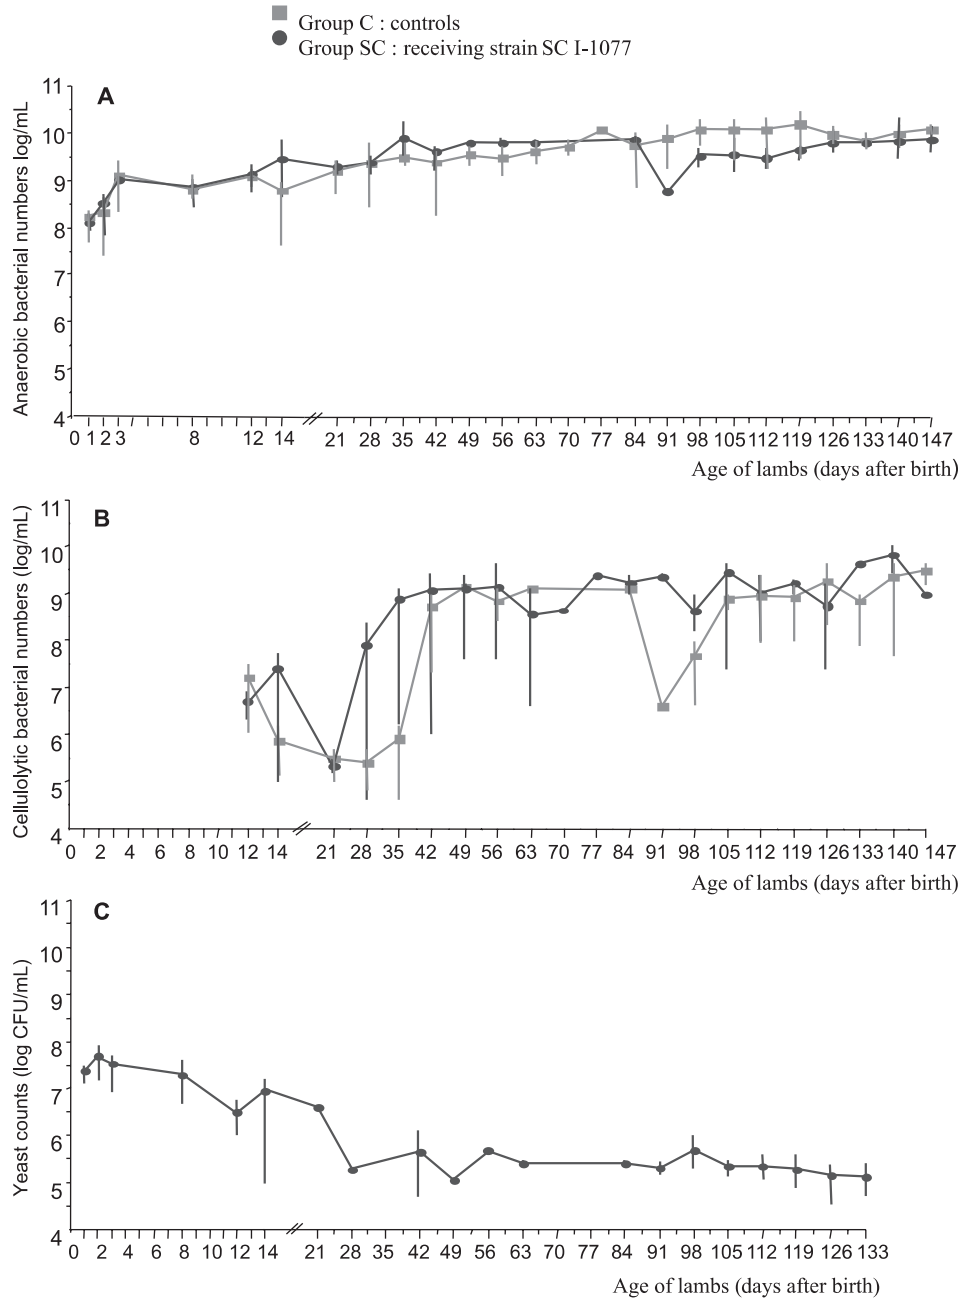 Group C : controls
Group SC : receiving strain SC I-1077
A
Anaerobic bacterial numbers log/mL
11
10
9
8
7
6
5
4
0 1 2 3 8 12 14 21 28 35 42 49 56 63 70 77 84 91 98 105 112 119 126 133 140 147
Age of lambs (days after birth)
B
Cellulolytic bacterial numbers (log/mL)
11
10
9
8
7
6
5
4
0 2 4 6 8 10 12 14 21 28 35 42 49 56 63 70 77 84 91 98 105 112 119 126 133 140 147
Age of lambs (days after birth)
C
Yeast counts (log CFU/mL)
11
10
9
8
7
6
5
4
0 2 4 6 8 10 12 14 21 28 35 42 49 56 63 70 77 84 91 98 105 112 119 126 133
Age of lambs (days after birth)